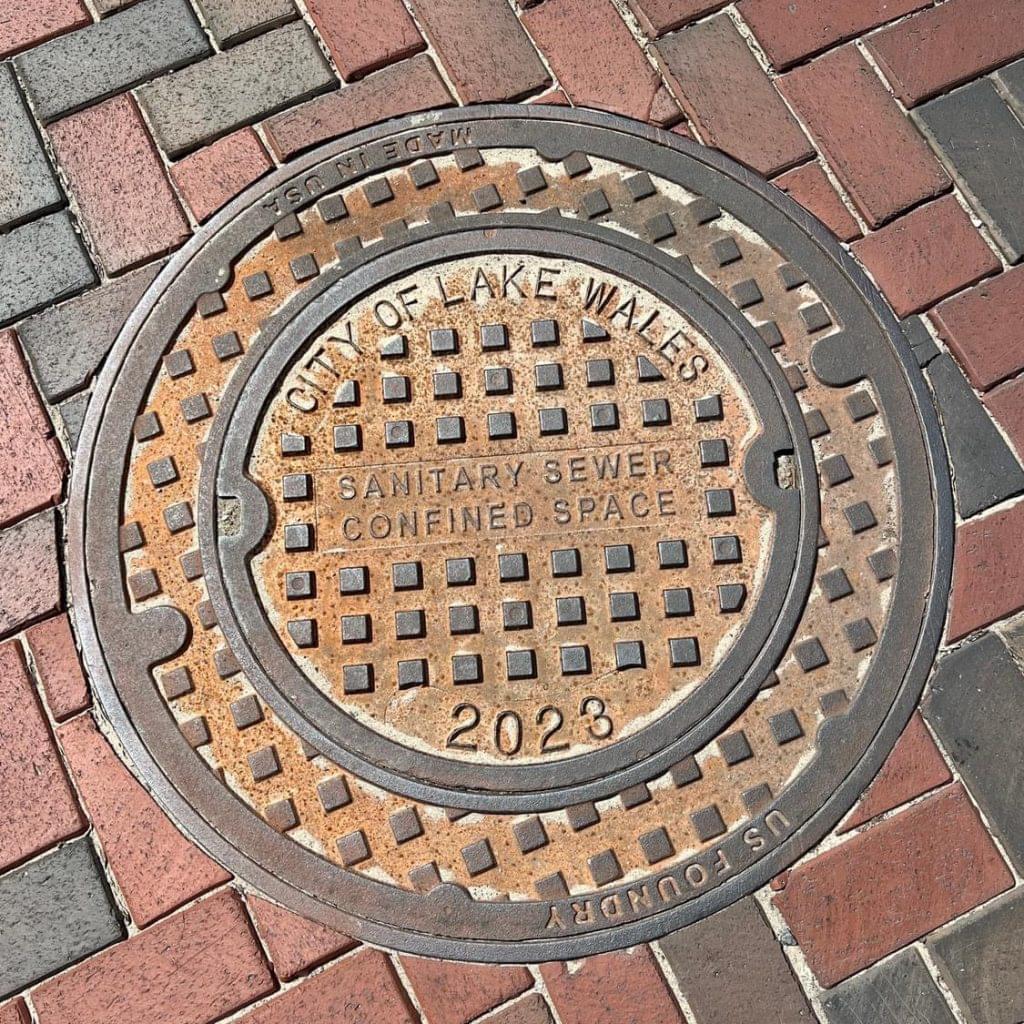 MADE IN USA
CITY OF LAKE WALES
SANITARY SEWER
CONFINED SPACE
2023
US FOUNDRY